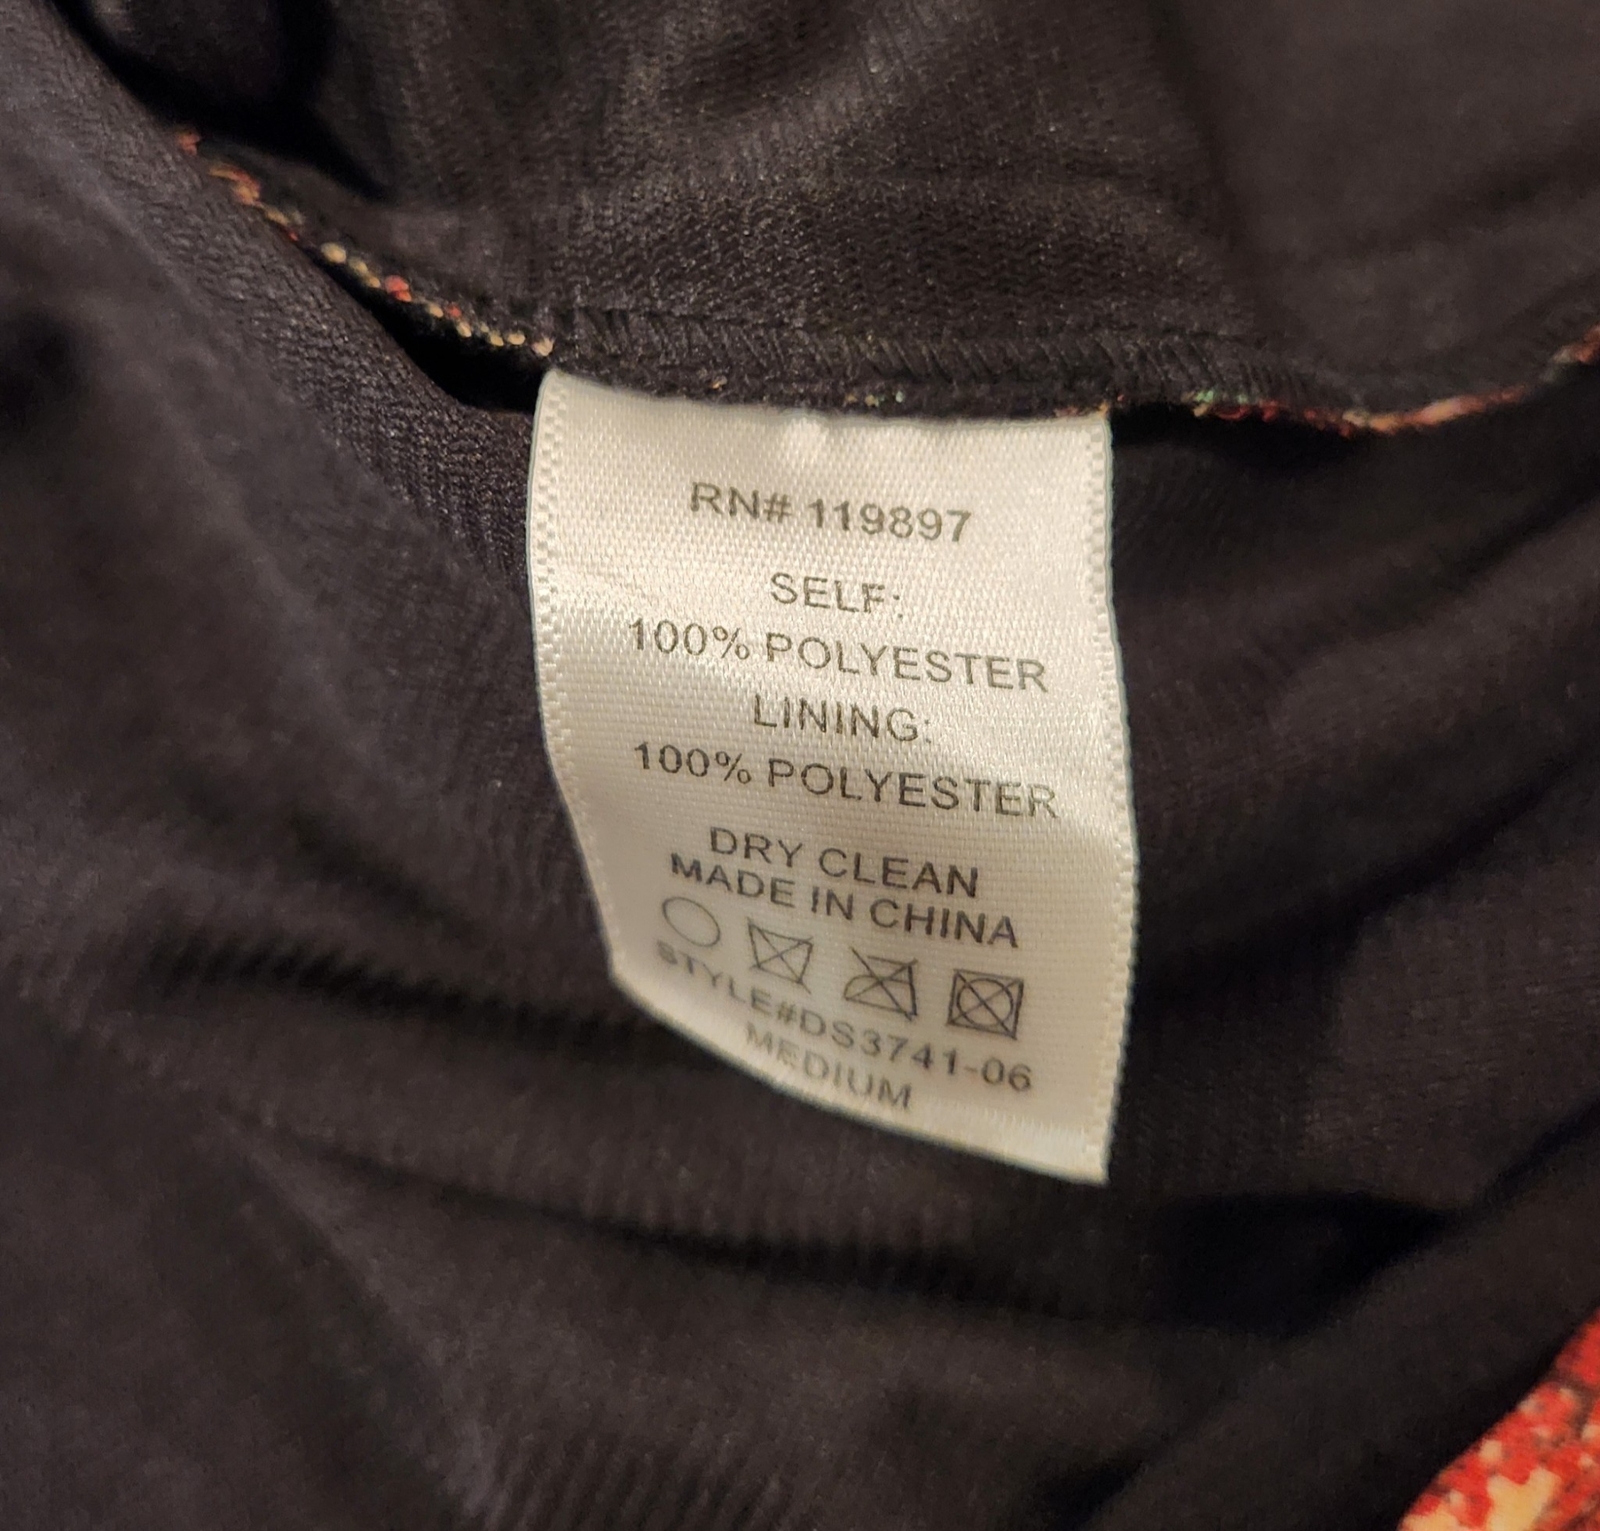 RN# 119897
SELF:
100% POLYESTER
LINING:
100% POLYESTER
DRY CLEAN
MADE IN CHINA
STYLE#DS3741-06
MEDIUM